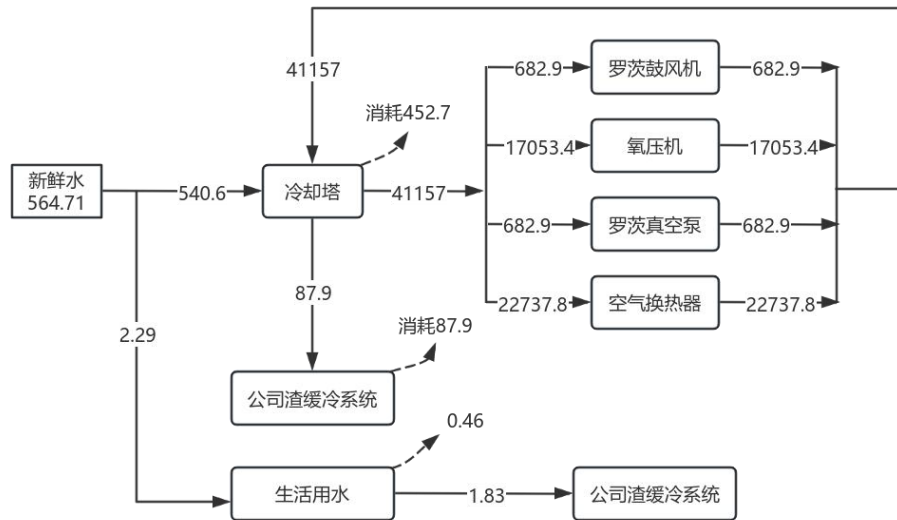 41157
682.9
罗茨鼓风机
682.9
消耗452.7
17053.4
氧压机
17053.4
新鲜水
564.71
540.6
冷却塔
41157
682.9
罗茨真空泵
682.9
87.9
22737.8
空气换热器
22737.8
2.29
消耗87.9
公司渣缓冷系统
0.46
生活用水
1.83
公司渣缓冷系统